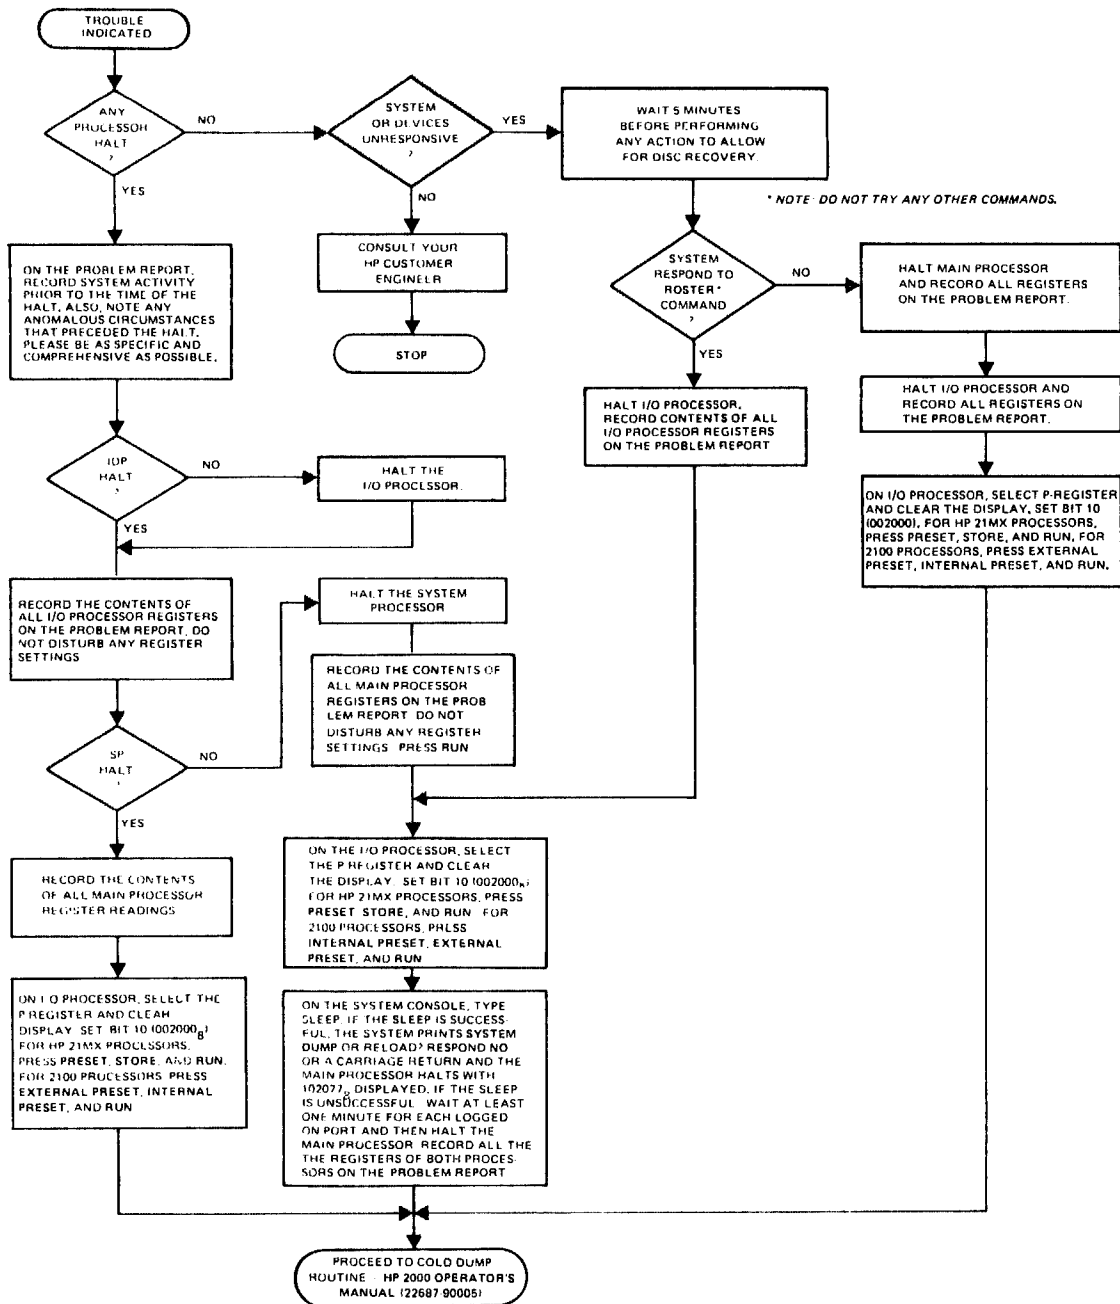 TROUBLE
INDICATED
ANY
PROCESSOR
HALT
?
NO
YES
SYSTEM
OR DEVICES
UNRESPONSIVE
?
YES
NO
WAIT 5 MINUTES
BEFORE PERFORMING
ANY ACTION TO ALLOW
FOR DISC RECOVERY.
* NOTE: DO NOT TRY ANY OTHER COMMANDS.
ON THE PROBLEM REPORT,
RECORD SYSTEM ACTIVITY
PRIOR TO THE TIME OF THE
HALT, ALSO, NOTE ANY
ANOMALOUS CIRCUMSTANCES
THAT PRECEDED THE HALT.
PLEASE BE AS SPECIFIC AND
COMPREHENSIVE AS POSSIBLE.
CONSULT YOUR
HP CUSTOMER
ENGINEER
STOP
SYSTEM
RESPOND TO
ROSTER*
COMMAND
?
NO
YES
HALT MAIN PROCESSOR
AND RECORD ALL REGISTERS
ON THE PROBLEM REPORT.
HALT I/O PROCESSOR AND
RECORD ALL REGISTERS ON
THE PROBLEM REPORT.
HALT I/O PROCESSOR,
RECORD CONTENTS OF ALL
I/O PROCESSOR REGISTERS
ON THE PROBLEM REPORT
ON I/O PROCESSOR, SELECT P-REGISTER
AND CLEAR THE DISPLAY, SET BIT 10
(002000), FOR HP 21MX PROCESSORS,
PRESS PRESET, STORE, AND RUN. FOR
2100 PROCESSORS, PRESS EXTERNAL
PRESET, INTERNAL PRESET, AND RUN.
IOP
HALT
?
NO
YES
HALT THE
I/O PROCESSOR.
RECORD THE CONTENTS OF
ALL I/O PROCESSOR REGISTERS
ON THE PROBLEM REPORT, DO
NOT DISTURB ANY REGISTER
SETTINGS
HALT THE SYSTEM
PROCESSOR
RECORD THE CONTENTS OF
ALL MAIN PROCESSOR
REGISTERS ON THE PROB
LEM REPORT DO NOT
DISTURB ANY REGISTER
SETTINGS PRESS RUN
SP
HALT
?
NO
YES
RECORD THE CONTENTS
OF ALL MAIN PROCESSOR
REGISTER READINGS
ON THE I/O PROCESSOR, SELECT
THE P REGISTER AND CLEAR
THE DISPLAY. SET BIT 10 (002000₈)
FOR HP 21MX PROCESSORS, PRESS
PRESET STORE, AND RUN FOR
2100 PROCESSORS, PRESS
INTERNAL PRESET, EXTERNAL
PRESET, AND RUN
ON I O PROCESSOR, SELECT THE
P REGISTER AND CLEAR
DISPLAY SET BIT 10 (002000₈)
FOR HP 21MX PROCESSORS,
PRESS PRESET, STORE, AND RUN.
FOR 2100 PROCESSORS PRESS
EXTERNAL PRESET, INTERNAL
PRESET, AND RUN
ON THE SYSTEM CONSOLE, TYPE
SLEEP. IF THE SLEEP IS SUCCESS-
FUL, THE SYSTEM PRINTS SYSTEM
DUMP OR RELOAD? RESPOND NO
OR A CARRIAGE RETURN AND THE
MAIN PROCESSOR HALTS WITH
102077₈ DISPLAYED. IF THE SLEEP
IS UNSUCCESSFUL WAIT AT LEAST
ONE MINUTE FOR EACH LOGGED
ON PORT AND THEN HALT THE
MAIN PROCESSOR RECORD ALL THE
THE REGISTERS OF BOTH PROCES-
SORS ON THE PROBLEM REPORT
PROCEED TO COLD DUMP
ROUTINE - HP 2000 OPERATOR'S
MANUAL (22687-90005)